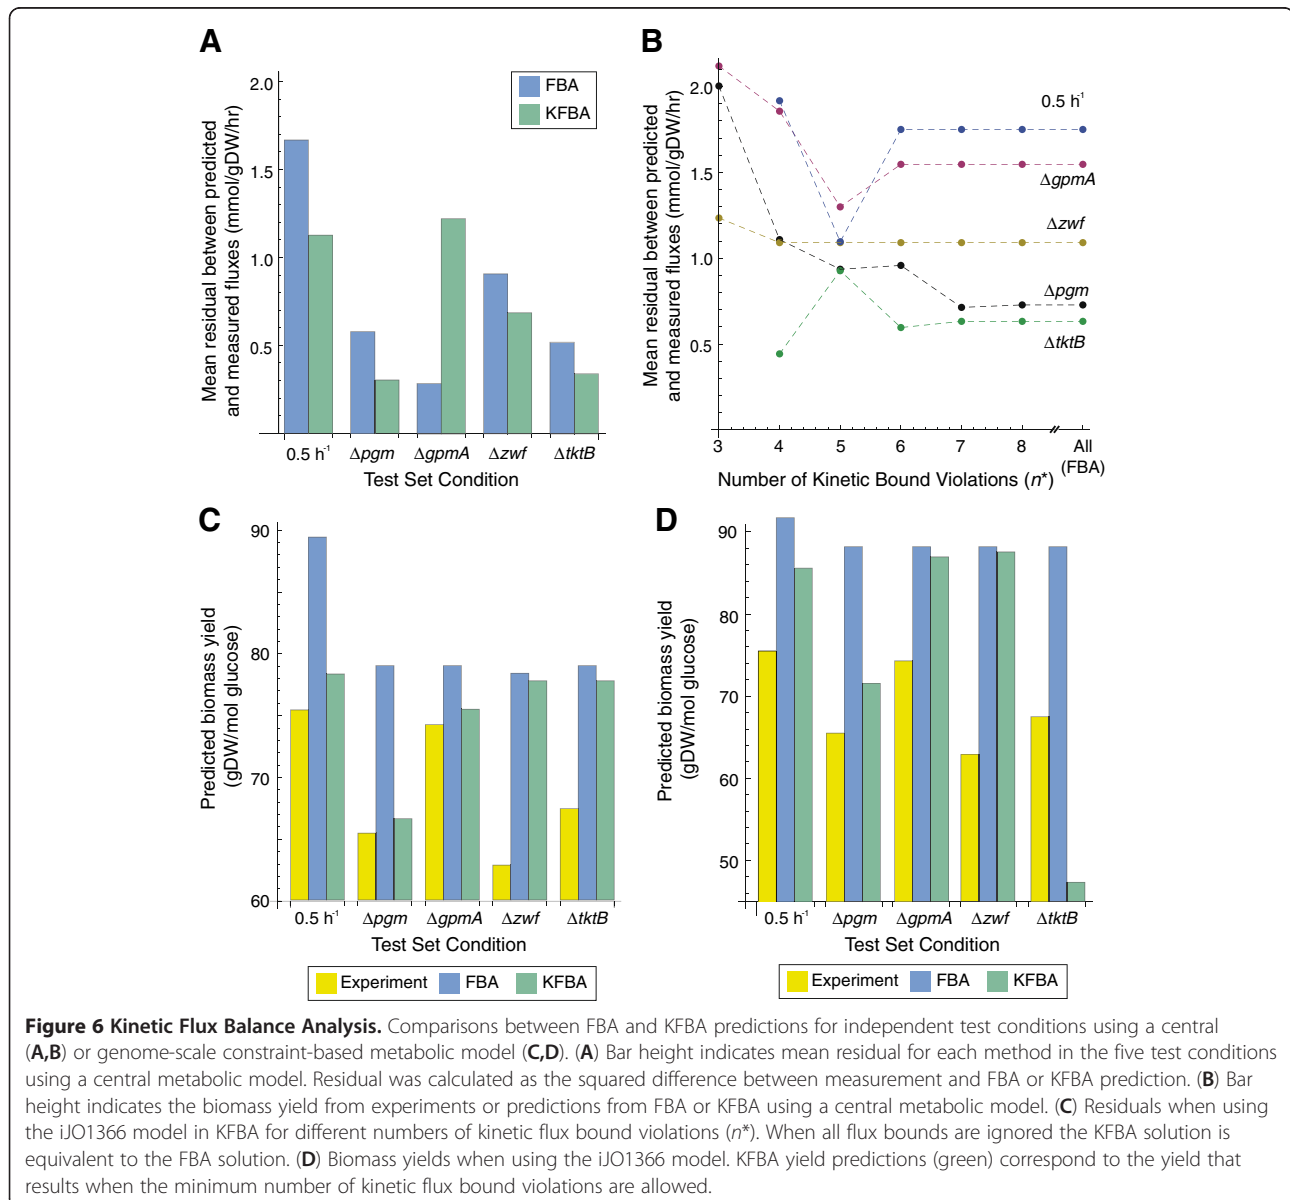 A
Mean residual between predicted
and measured fluxes (mmol/gDW/hr)
2.0
1.5
1.0
0.5
FBA
KFBA
0.5 h-1
Δpgm
ΔgpmA
Δzwf
ΔtktB
Test Set Condition
B
Mean residual between predicted
and measured fluxes (mmol/gDW/hr)
2.0
1.5
1.0
0.5
0.5 h-1
ΔgpmA
Δzwf
Δpgm
ΔtktB
3 4 5 6 7 8 All
(FBA)
Number of Kinetic Bound Violations (n*)
C
Predicted biomass yield
(gDW/mol glucose)
90
80
70
60
0.5 h-1
Δpgm
ΔgpmA
Δzwf
ΔtktB
Test Set Condition
Experiment FBA KFBA
D
Predicted biomass yield
(gDW/mol glucose)
90
80
70
60
50
0.5 h-1
Δpgm
ΔgpmA
Δzwf
ΔtktB
Test Set Condition
Experiment FBA KFBA
Figure 6 Kinetic Flux Balance Analysis. Comparisons between FBA and KFBA predictions for independent test conditions using a central
(A,B) or genome-scale constraint-based metabolic model (C,D). (A) Bar height indicates mean residual for each method in the five test conditions
using a central metabolic model. Residual was calculated as the squared difference between measurement and FBA or KFBA prediction. (B) Bar
height indicates the biomass yield from experiments or predictions from FBA or KFBA using a central metabolic model. (C) Residuals when using
the iJO1366 model in KFBA for different numbers of kinetic flux bound violations (n*). When all flux bounds are ignored the KFBA solution is
equivalent to the FBA solution. (D) Biomass yields when using the iJO1366 model. KFBA yield predictions (green) correspond to the yield that
results when the minimum number of kinetic flux bound violations are allowed.